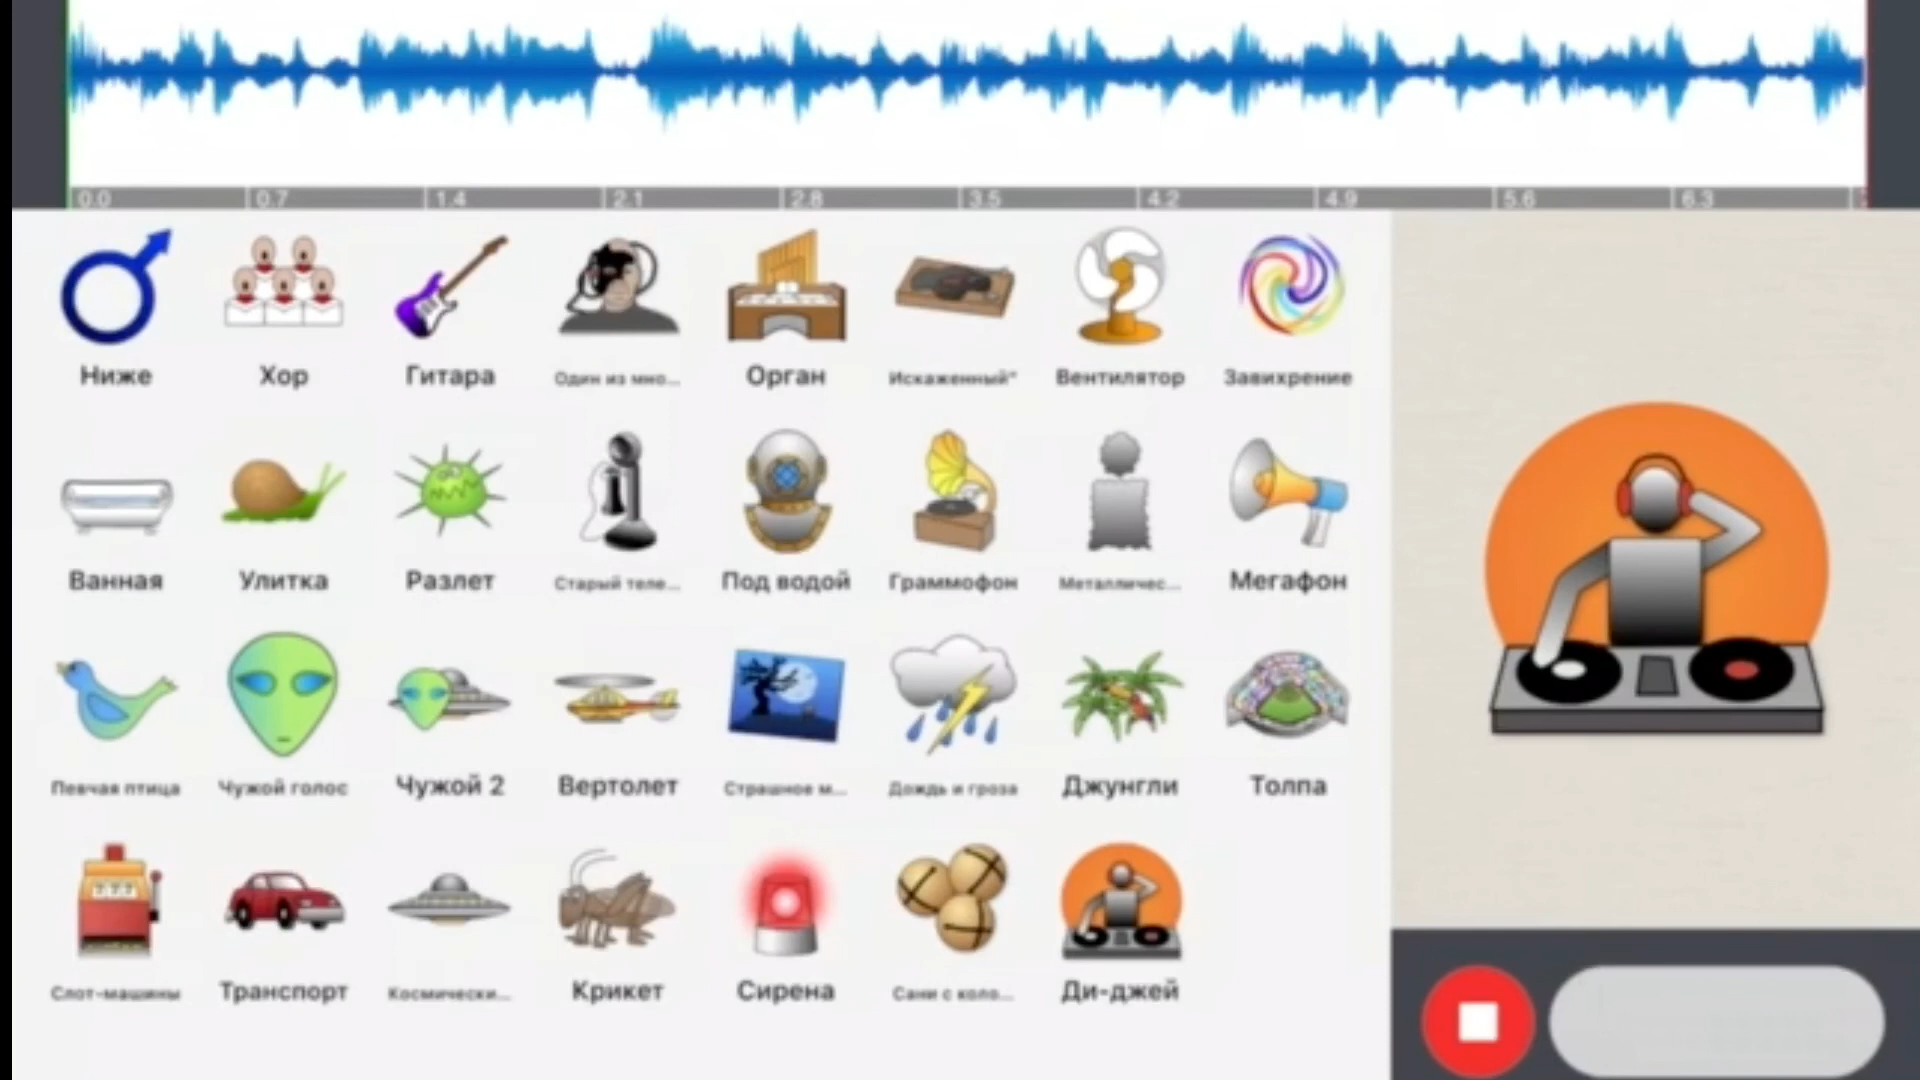 0.0 0.7 1.4 2.1 2.8 3.5 4.2 4.9 5.6 6.3
Ниже Хор Гитара Один из мно... Орган Искаженный" Вентилятор Завихрение
Ванная Улитка Разлет Старый теле... Под водой Граммофон Металличес... Мегафон
Певчая птица Чужой голос Чужой 2 Вертолет Страшное м... Дождь и гроза Джунгли Толпа
Слот-машины Транспорт Космически... Крикет Сирена Сани с коло... Ди-джей